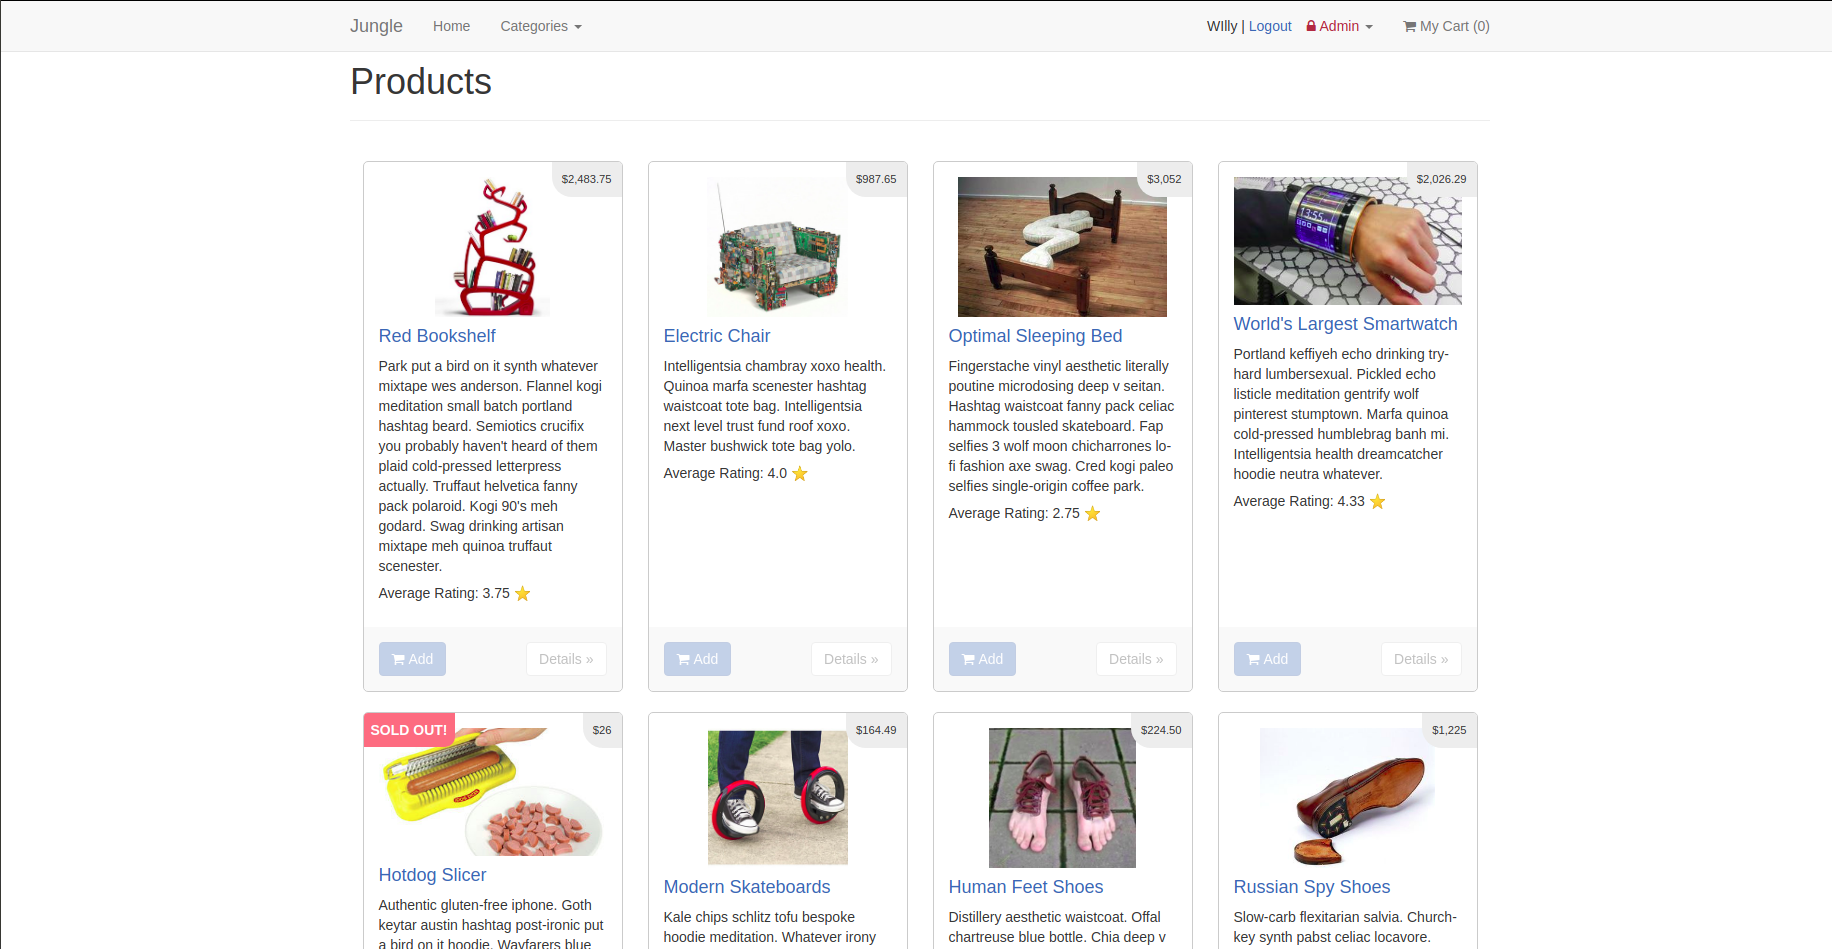 Jungle Home Categories WIlly | Logout Admin My Cart (0)
Products
$2,483.75
Red Bookshelf
Park put a bird on it synth whatever
mixtape wes anderson. Flannel kogi
meditation small batch portland
hashtag beard. Semiotics crucifix
you probably haven't heard of them
plaid cold-pressed letterpress
actually. Truffaut helvetica fanny
pack polaroid. Kogi 90's meh
godard. Swag drinking artisan
mixtape meh quinoa truffaut
scenester.
Average Rating: 3.75
Add Details »
$987.65
Electric Chair
Intelligentsia chambray xoxo health.
Quinoa marfa scenester hashtag
waistcoat tote bag. Intelligentsia
next level trust fund roof xoxo.
Master bushwick tote bag yolo.
Average Rating: 4.0
Add Details »
$3,052
Optimal Sleeping Bed
Fingerstache vinyl aesthetic literally
poutine microdosing deep v seitan.
Hashtag waistcoat fanny pack celiac
hammock tousled skateboard. Fap
selfies 3 wolf moon chicharrones lo-
fi fashion axe swag. Cred kogi paleo
selfies single-origin coffee park.
Average Rating: 2.75
Add Details »
$2,026.29
13:55
World's Largest Smartwatch
Portland keffiyeh echo drinking try-
hard lumbersexual. Pickled echo
listicle meditation gentrify wolf
pinterest stumptown. Marfa quinoa
cold-pressed humblebrag banh mi.
Intelligentsia health dreamcatcher
hoodie neutra whatever.
Average Rating: 4.33
Add Details »
SOLD OUT! $26
Hotdog Slicer
Authentic gluten-free iphone. Goth
keytar austin hashtag post-ironic put
a bird on it hoodie. Wayfarers blue
$164.49
Modern Skateboards
Kale chips schlitz tofu bespoke
hoodie meditation. Whatever irony
$224.50
Human Feet Shoes
Distillery aesthetic waistcoat. Offal
chartreuse blue bottle. Chia deep v
$1,225
Russian Spy Shoes
Slow-carb flexitarian salvia. Church-
key synth pabst celiac locavore.